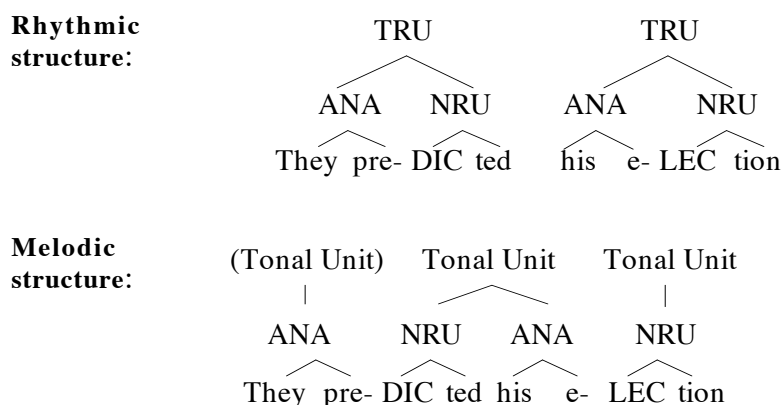 Rhythmic structure:
TRU TRU
ANA NRU ANA NRU
They pre- DIC ted his e- LEC tion
Melodic structure:
(Tonal Unit) Tonal Unit Tonal Unit
ANA NRU ANA NRU
They pre- DIC ted his e- LEC tion